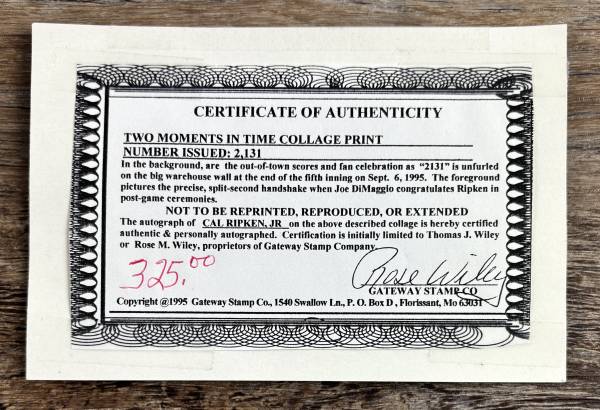 CERTIFICATE OF AUTHENTICITY
TWO MOMENTS IN TIME COLLAGE PRINT
NUMBER ISSUED: 2,131
In the background, are the out-of-town scores and fan celebration as "2131" is unfurled
on the big warehouse wall at the end of the fifth inning on Sept. 6, 1995. The foreground
pictures the precise, split-second handshake when Joe DiMaggio congratulates Ripken in
post-game ceremonies.
NOT TO BE REPRINTED, REPRODUCED, OR EXTENDED
The autograph of CAL RIPKEN, JR on the above described collage is hereby certified
authentic & personally autographed. Certification is initially limited to Thomas J. Wiley
or Rose M. Wiley, proprietors of Gateway Stamp Company.
325.00
Rose Wiley
GATEWAY STAMP CO
Copyright @1995 Gateway Stamp Co., 1540 Swallow Ln., P. O. Box D , Florissant, Mo 63031